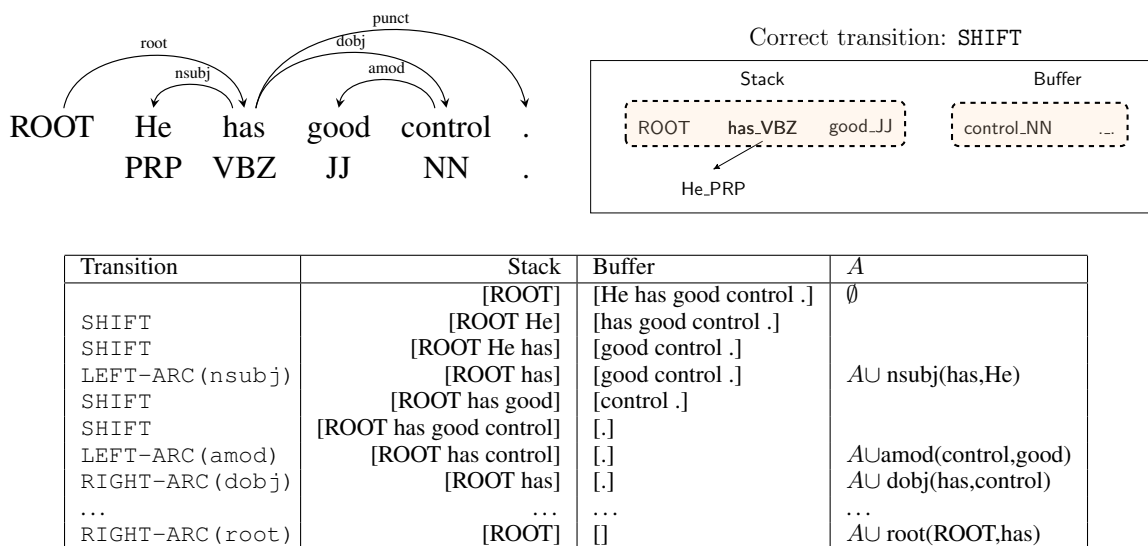 punct
root
dobj
nsubj
amod
ROOT He has good control .
PRP VBZ JJ NN .
Correct transition: SHIFT
Stack Buffer
ROOT has_VBZ good_JJ control_NN ._.
He_PRP
Transition Stack Buffer A
[ROOT] [He has good control .] ∅
SHIFT [ROOT He] [has good control .]
SHIFT [ROOT He has] [good control .]
LEFT-ARC(nsubj) [ROOT has] [good control .] A∪ nsubj(has,He)
SHIFT [ROOT has good] [control .]
SHIFT [ROOT has good control] [.]
LEFT-ARC(amod) [ROOT has control] [.] A∪amod(control,good)
RIGHT-ARC(dobj) [ROOT has] [.] A∪ dobj(has,control)
... ... ... ...
RIGHT-ARC(root) [ROOT] [] A∪ root(ROOT,has)